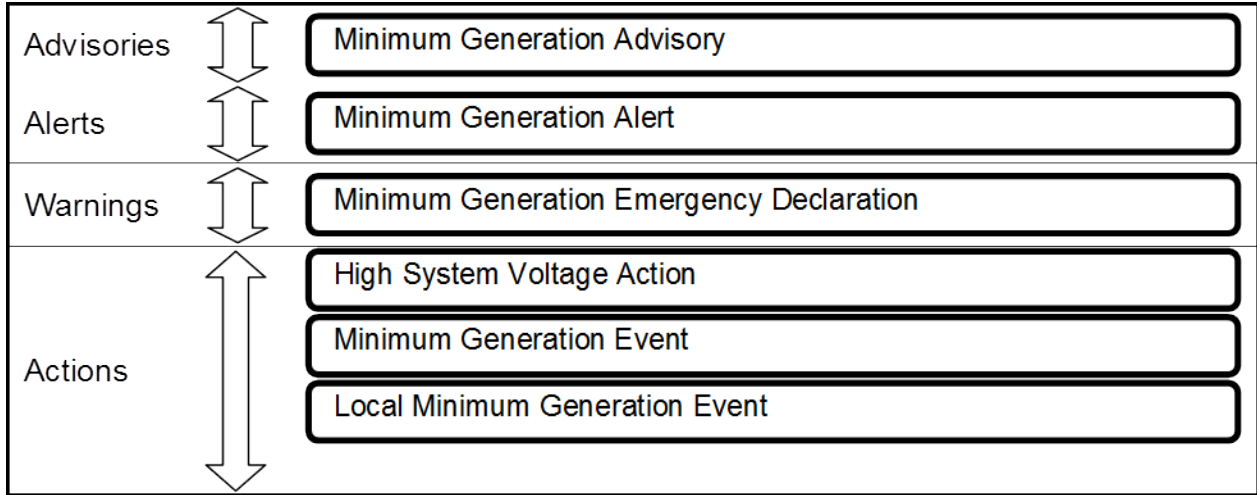 Advisories
Minimum Generation Advisory
Alerts
Minimum Generation Alert
Warnings
Minimum Generation Emergency Declaration
Actions
High System Voltage Action
Minimum Generation Event
Local Minimum Generation Event